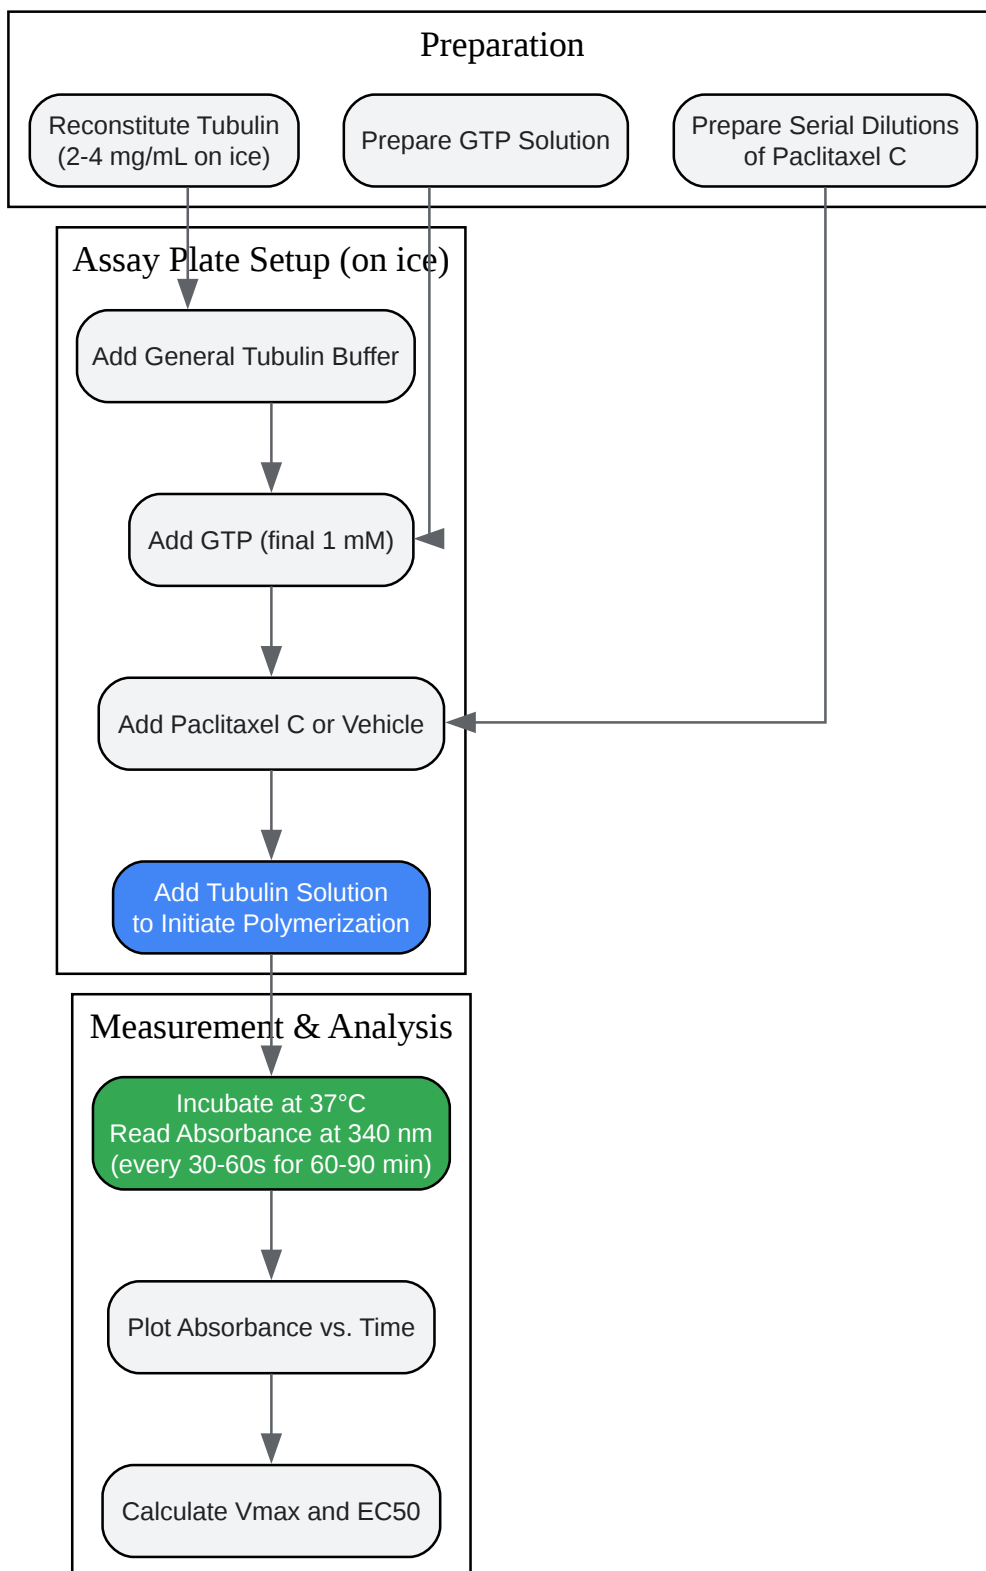 Preparation
Reconstitute Tubulin
(2-4 mg/mL on ice)
Prepare GTP Solution
Prepare Serial Dilutions
of Paclitaxel C
Assay Plate Setup (on ice)
Add General Tubulin Buffer
Add GTP (final 1 mM)
Add Paclitaxel C or Vehicle
Add Tubulin Solution
to Initiate Polymerization
Measurement & Analysis
Incubate at 37°C
Read Absorbance at 340 nm
(every 30-60s for 60-90 min)
Plot Absorbance vs. Time
Calculate Vmax and EC50